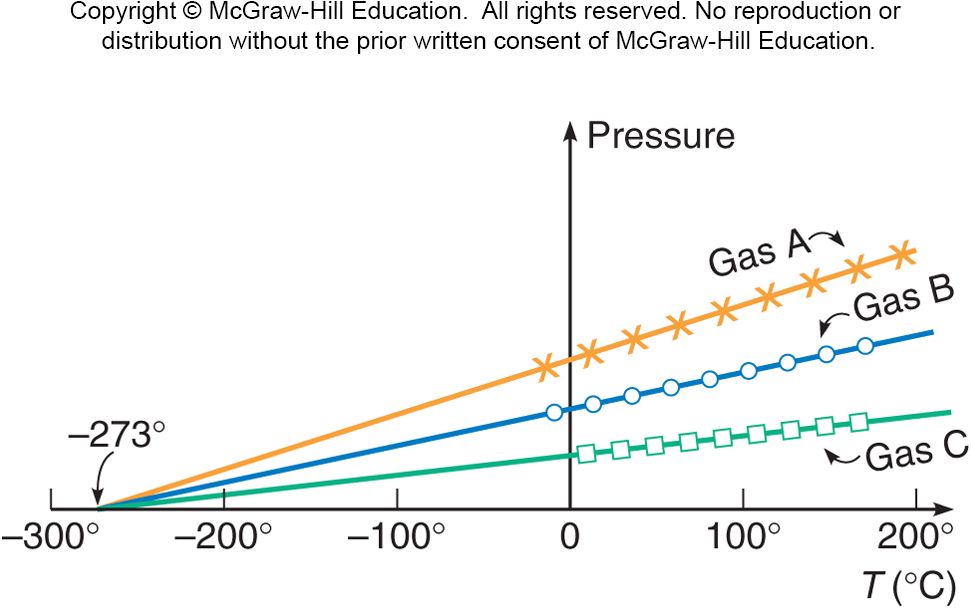 Copyright © McGraw-Hill Education.  All rights reserved. No reproduction or
distribution without the prior written consent of McGraw-Hill Education.
Pressure
Gas A
Gas B
–273°
Gas C
–300°
–200°
–100°
0
100°
200°
T (°C)